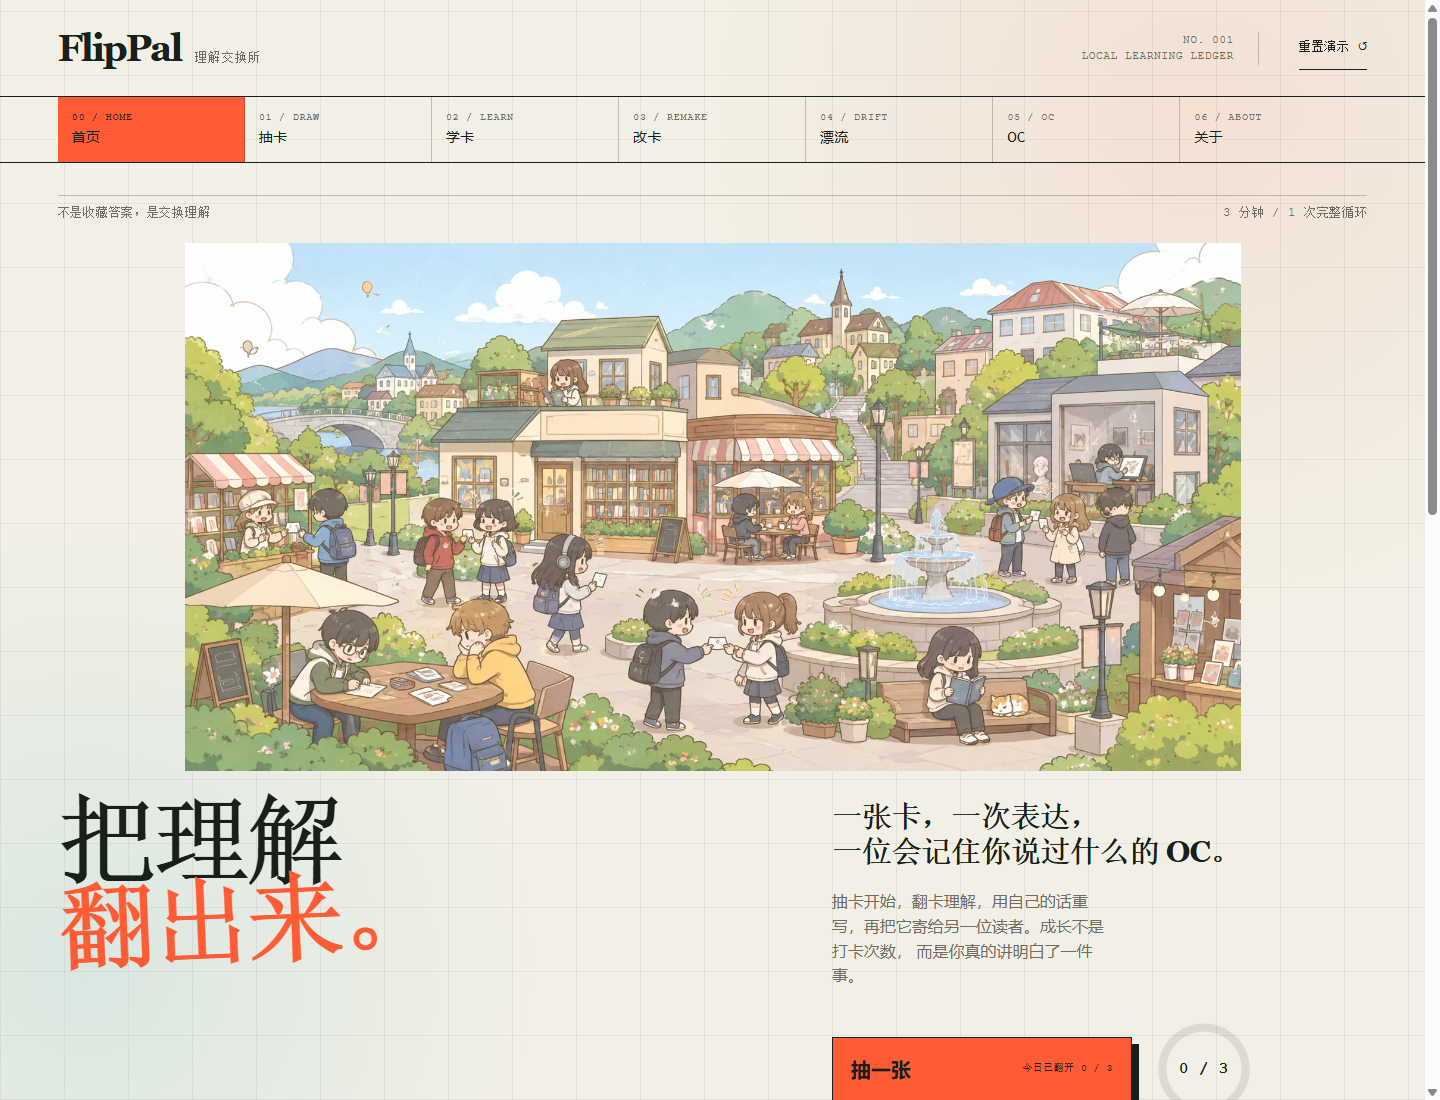 FlipPal 理解交换所
NO. 001
LOCAL LEARNING LEDGER
重置演示 ↺
00 / HOME
首页
01 / DRAW
抽卡
02 / LEARN
学卡
03 / REMAKE
改卡
04 / DRIFT
漂流
05 / OC
OC
06 / ABOUT
关于
不是收藏答案，是交换理解
3 分钟 / 1 次完整循环
把理解
翻出来。
一张卡，一次表达，
一位会记住你说过什么的 OC。
抽卡开始，翻卡理解，用自己的话重
写，再把它寄给另一位读者。成长不是
打卡次数， 而是你真的讲明白了一件
事。
抽一张
今日已翻开 0 / 3
0 / 3